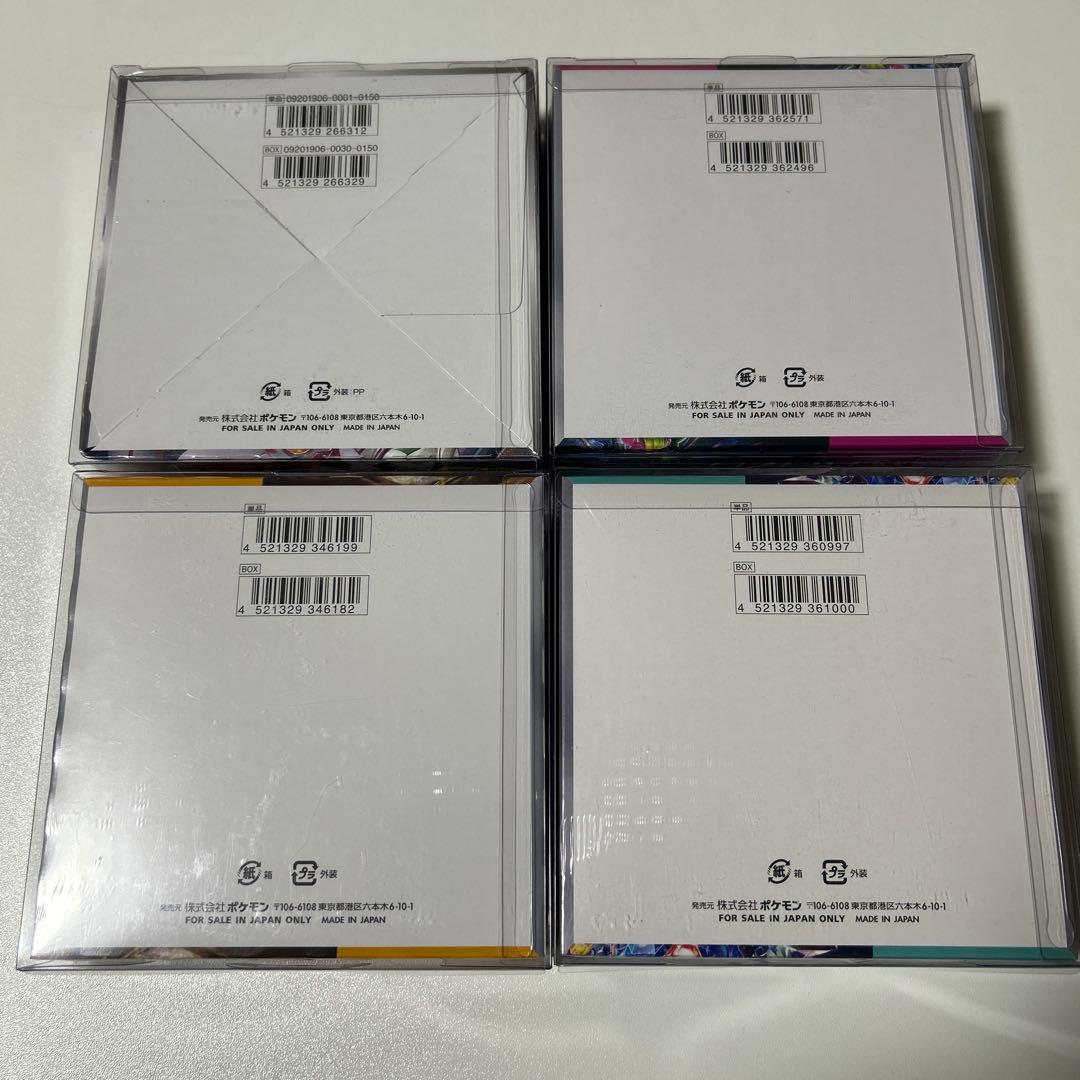 単品 09201906-0001-0150
4 521329 266312
BOX 09201906-0030-0150
4 521329 266329
紙 箱 プラ 外装:PP
発売元 株式会社ポケモン 〒106-6108 東京都港区六本木6-10-1
FOR SALE IN JAPAN ONLY MADE IN JAPAN
単品
4 521329 362571
BOX
4 521329 362496
紙 箱 プラ 外装
発売元 株式会社ポケモン 〒106-6108 東京都港区六本木6-10-1
FOR SALE IN JAPAN ONLY MADE IN JAPAN
単品
4 521329 346199
BOX
4 521329 346182
紙 箱 プラ 外装
発売元 株式会社ポケモン 〒106-6108 東京都港区六本木6-10-1
FOR SALE IN JAPAN ONLY MADE IN JAPAN
単品
4 521329 360997
BOX
4 521329 361000
紙 箱 プラ 外装
発売元 株式会社ポケモン 〒106-6108 東京都港区六本木6-10-1
FOR SALE IN JAPAN ONLY MADE IN JAPAN